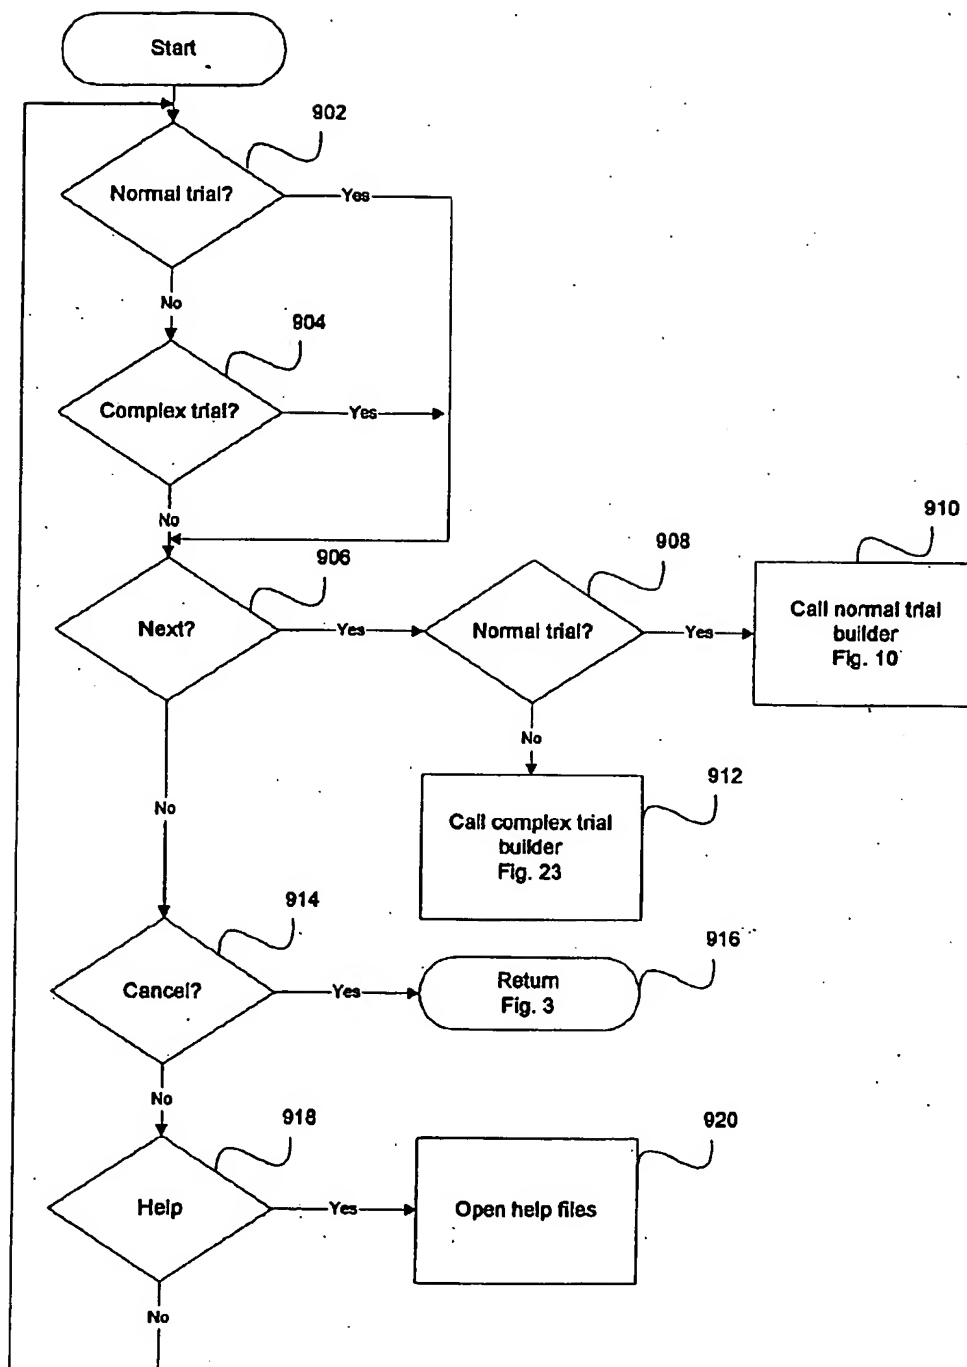 Start
902
Normal trial?
Yes
No
904
Complex trial?
Yes
No
906
Next?
Yes
908
Normal trial?
Yes
910
Call normal trial
builder
Fig. 10
No
912
Call complex trial
builder
Fig. 23
No
914
Cancel?
Yes
916
Return
Fig. 3
No
918
Help
Yes
920
Open help files
No